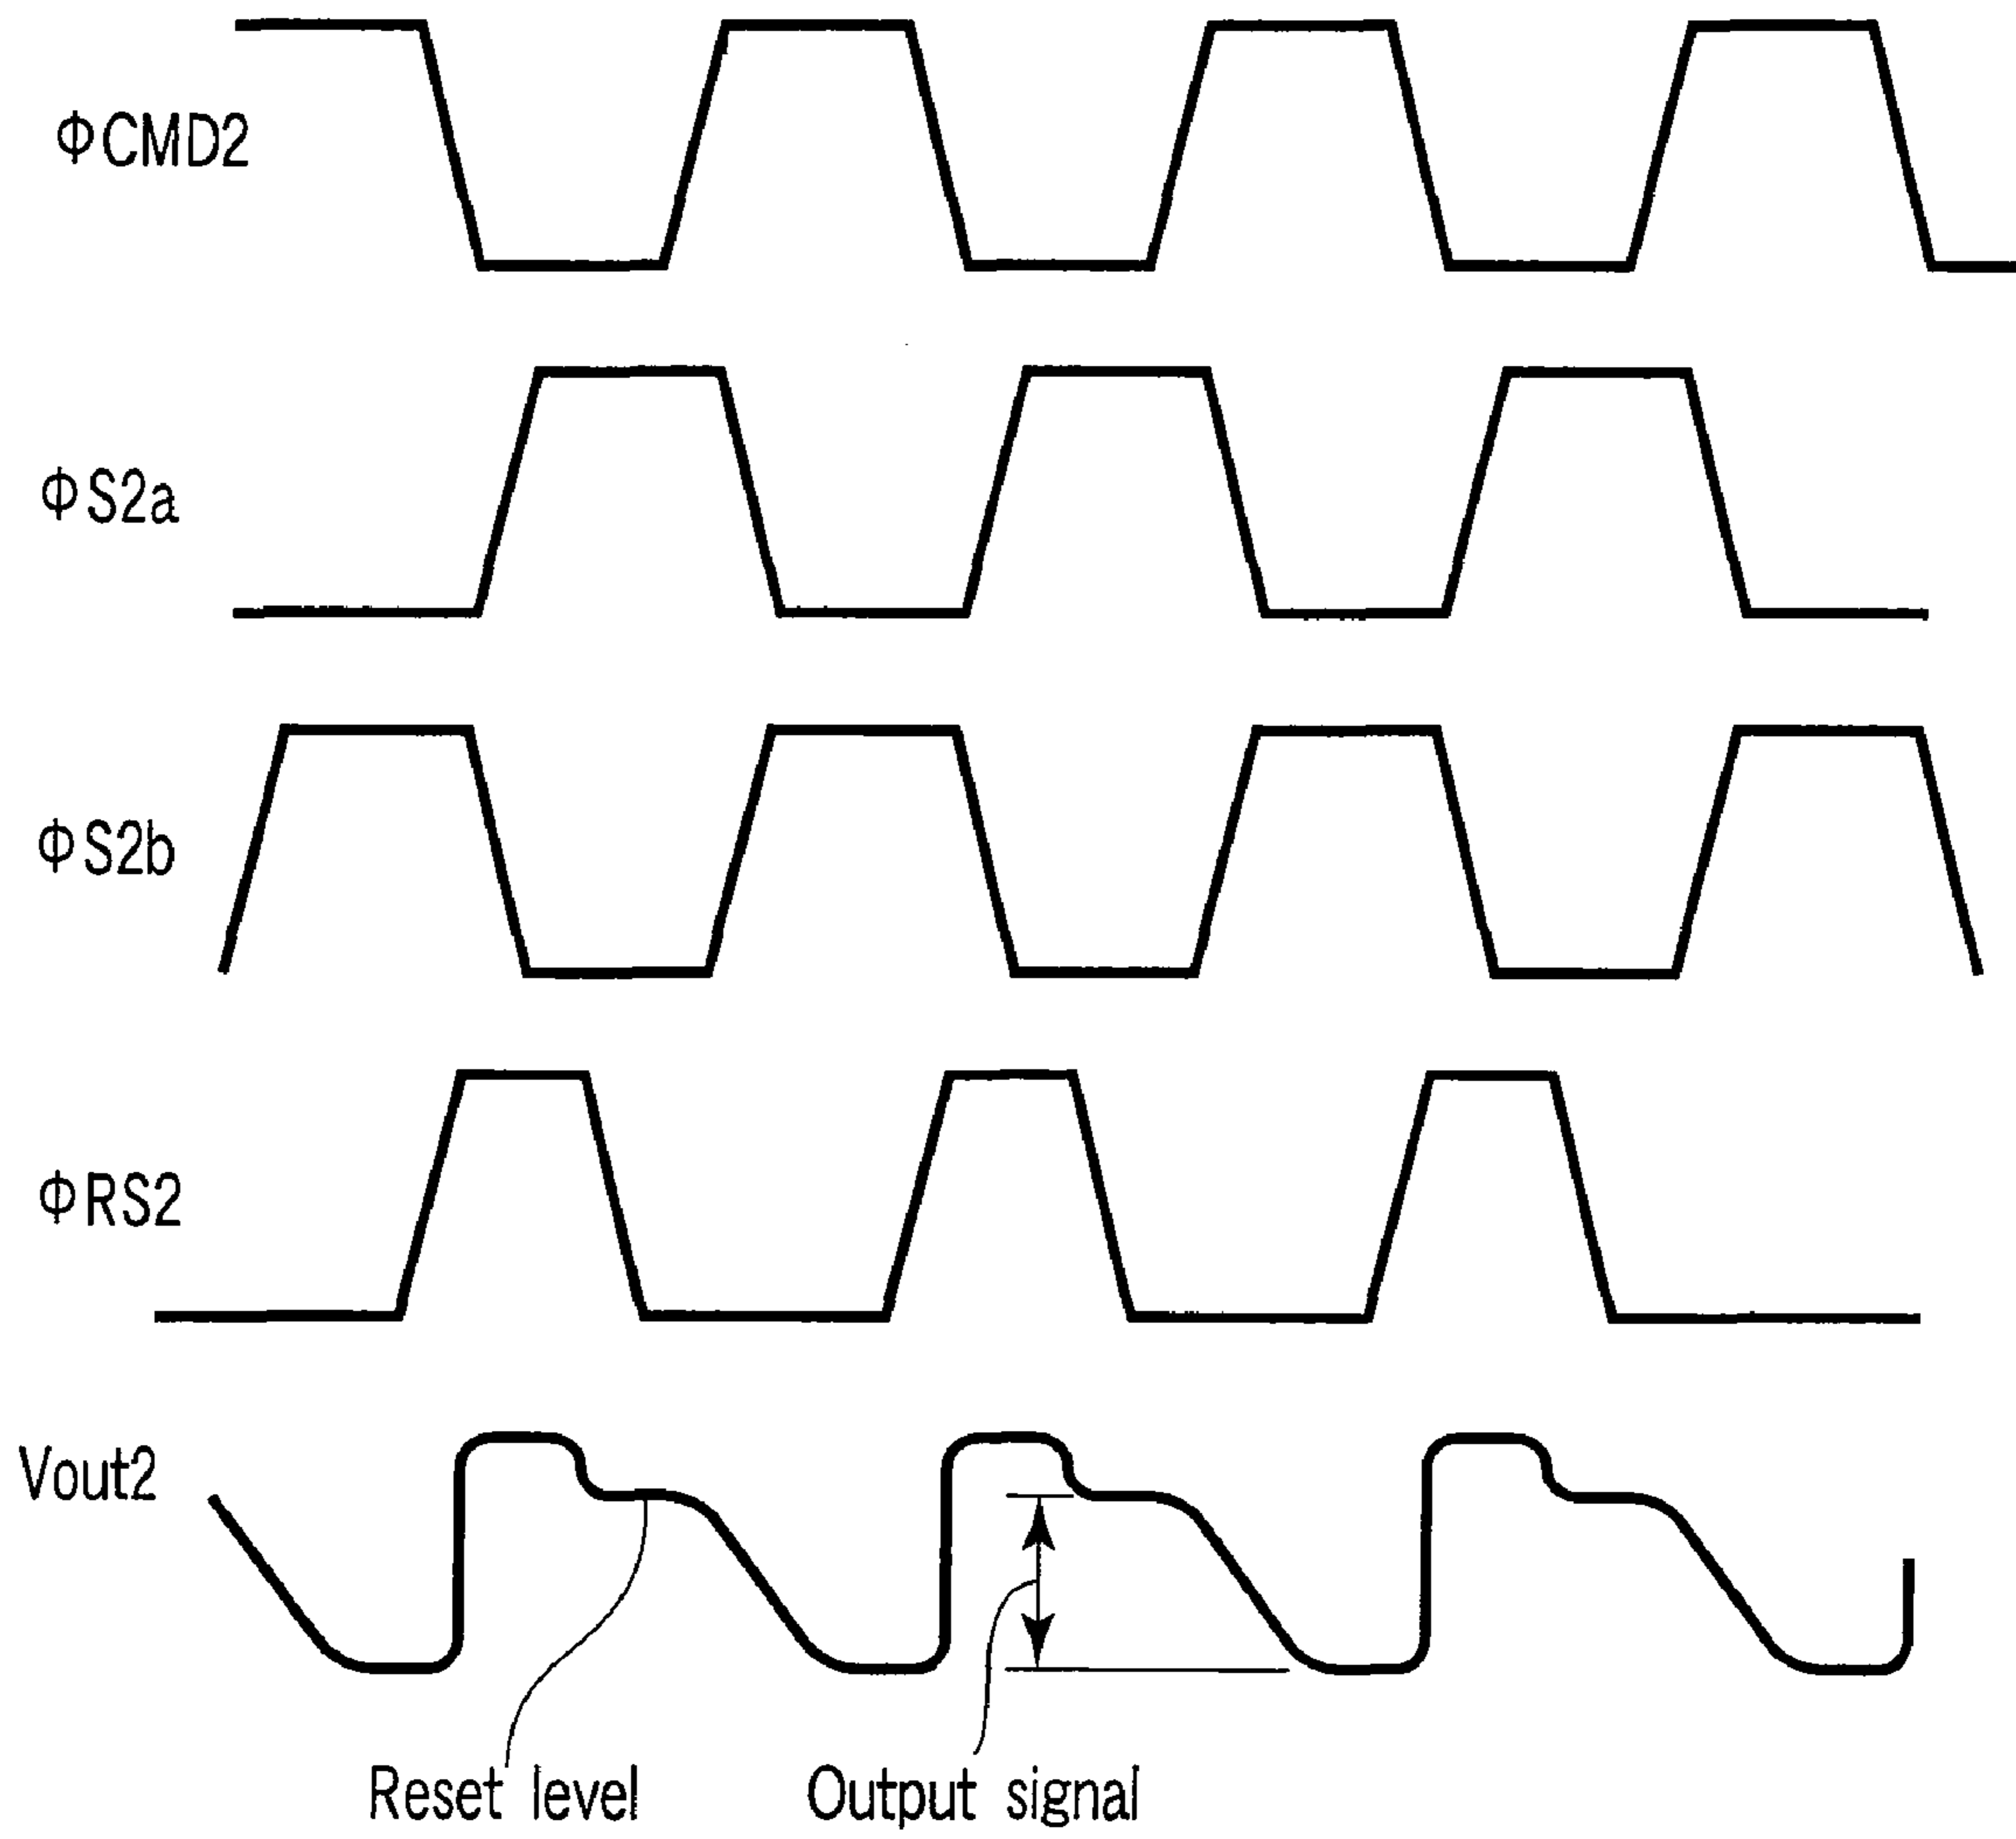 ΦCMD2
ΦS2a
ΦS2b
ΦRS2
Vout2
Reset level
Output signal